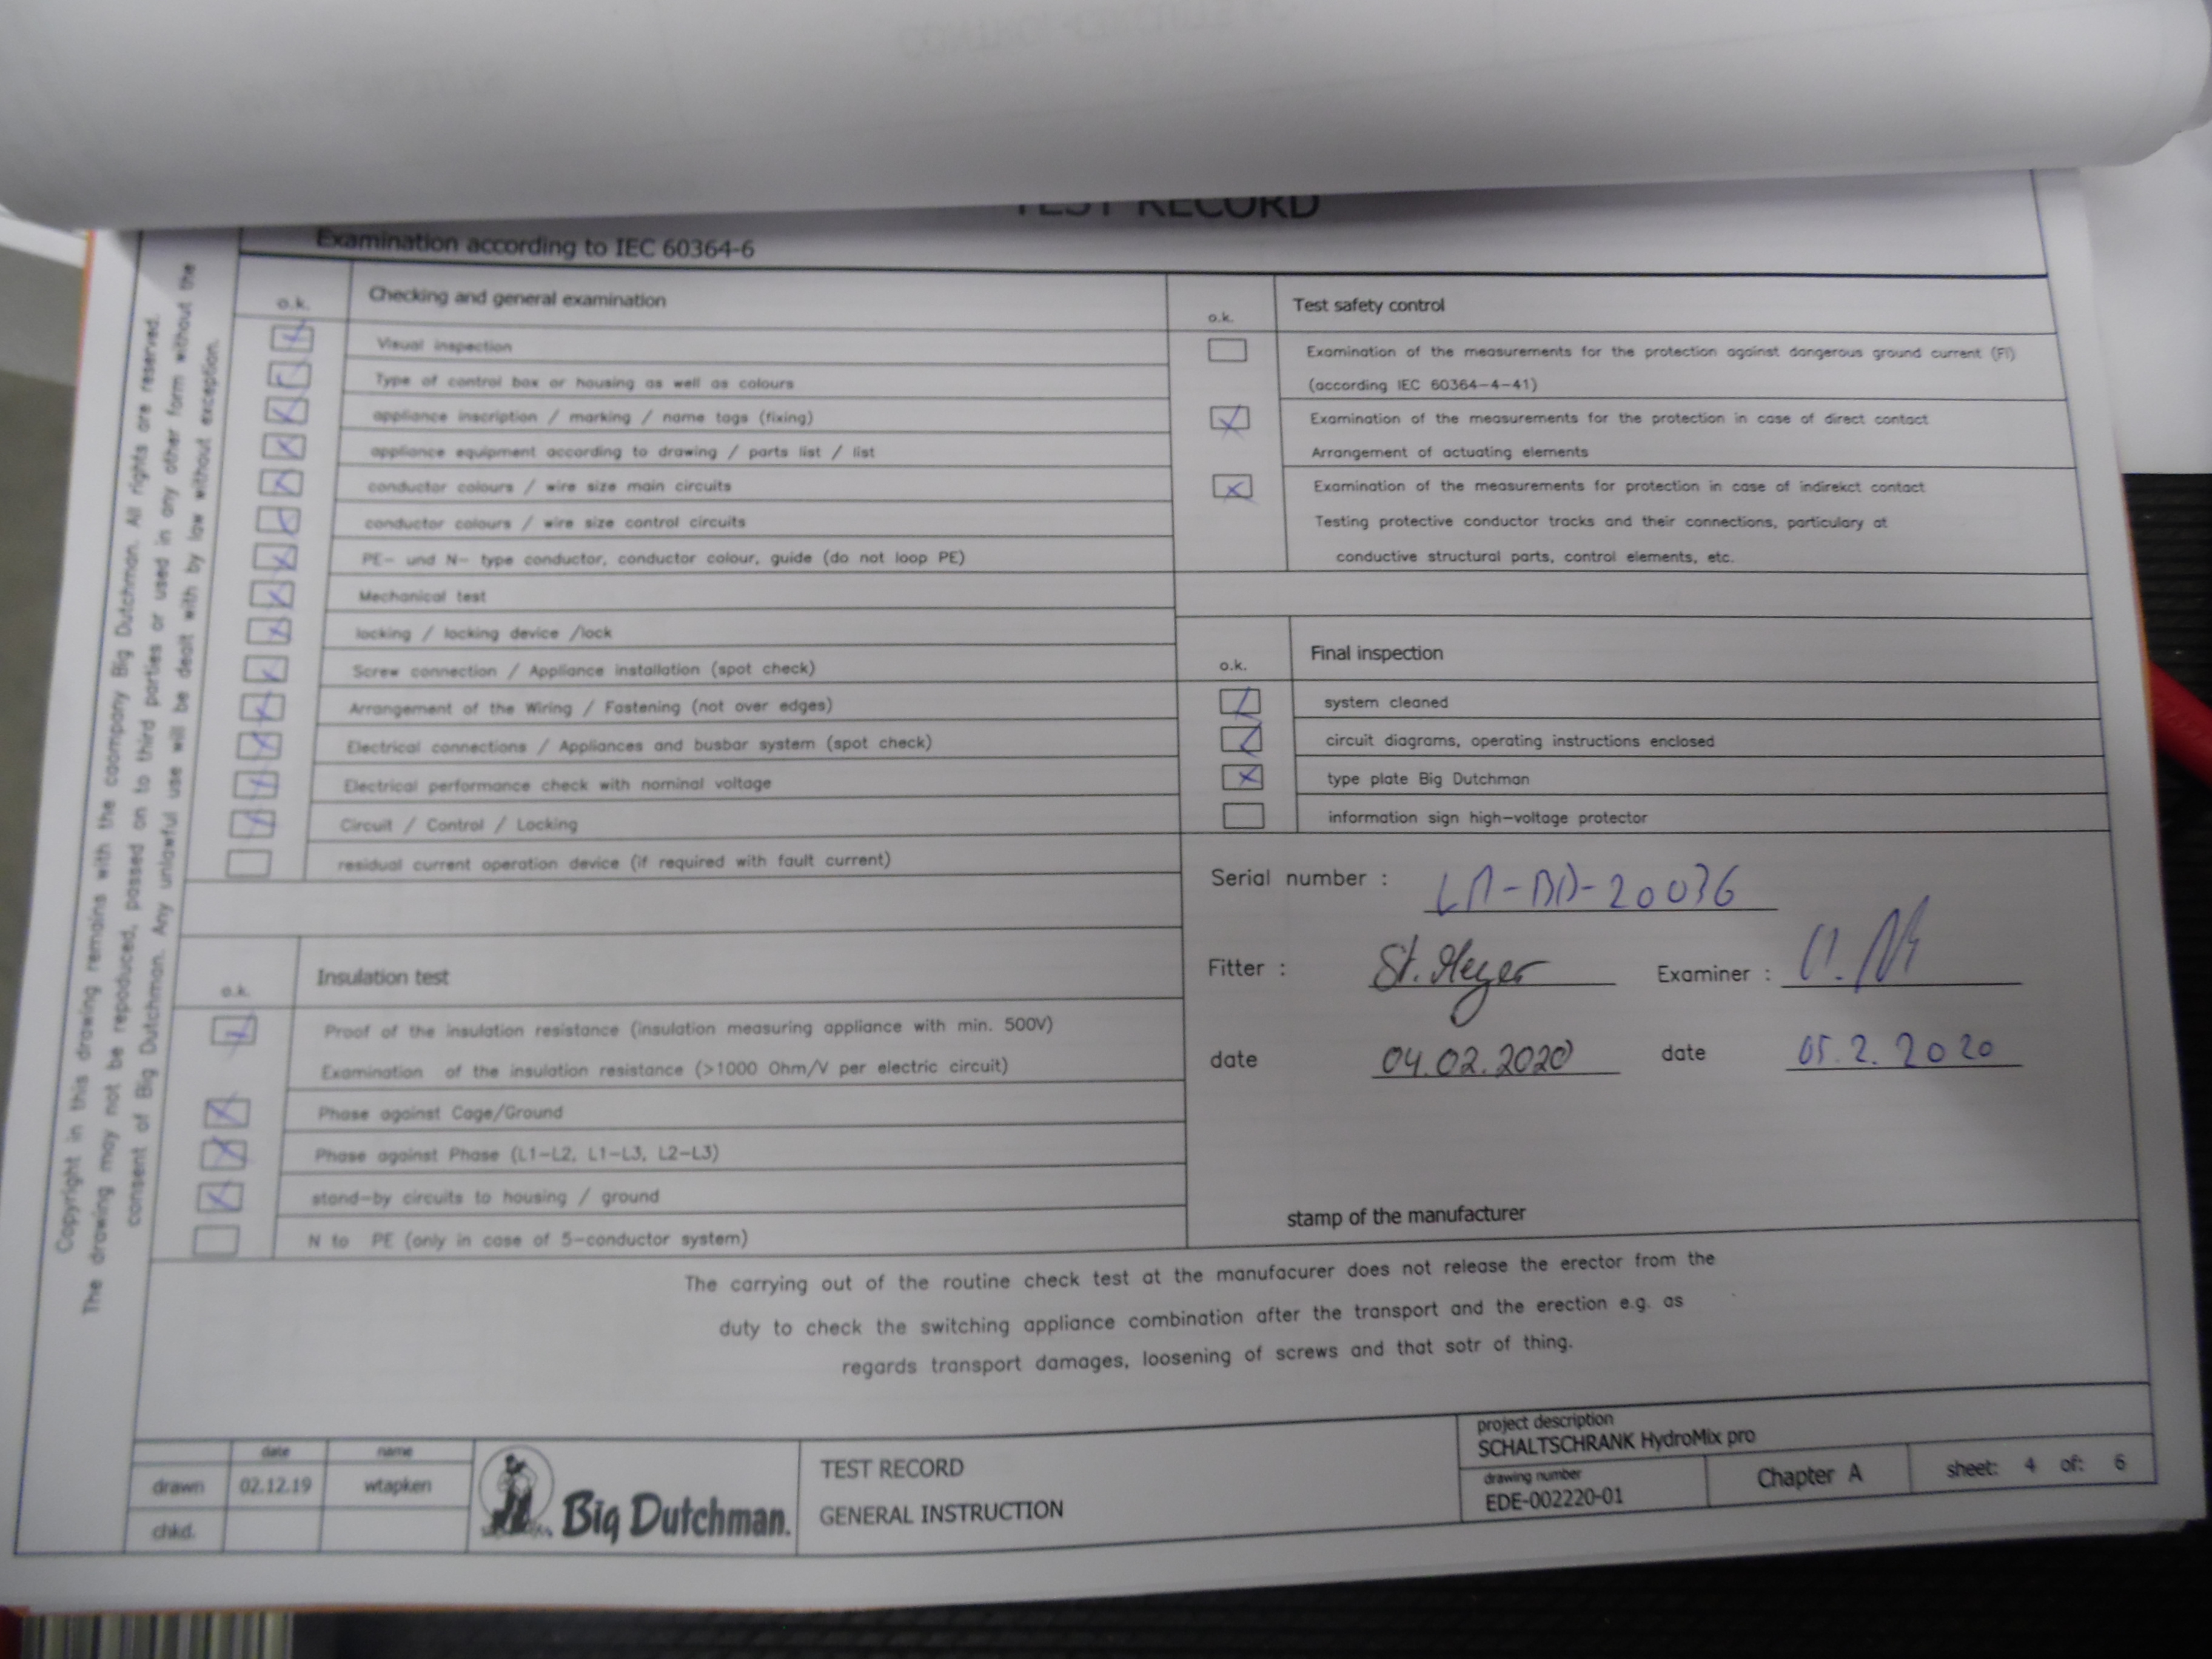 TEST RECORD
Examination according to IEC 60364-6
o.k.
Checking and general examination
Visual inspection
Type of control box or housing as well as colours
appliance inscription / marking / name tags (fixing)
appliance equipment according to drawing / parts list / list
conductor colours / wire size main circuits
conductor colours / wire size control circuits
PE- und N- type conductor, conductor colour, guide (do not loop PE)
Mechanical test
locking / locking device /lock
Screw connection / Appliance installation (spot check)
Arrangement of the Wiring / Fastening (not over edges)
Electrical connections / Appliances and busbar system (spot check)
Electrical performance check with nominal voltage
Circuit / Control / Locking
residual current operation device (if required with fault current)
o.k.
Insulation test
Proof of the insulation resistance (insulation measuring appliance with min. 500V)
Examination of the insulation resistance (>1000 Ohm/V per electric circuit)
Phase against Cage/Ground
Phase against Phase (L1-L2, L1-L3, L2-L3)
stand-by circuits to housing / ground
N to PE (only in case of 5-conductor system)
o.k.
Test safety control
Examination of the measurements for the protection against dangerous ground current (FI)
(according IEC 60364-4-41)
Examination of the measurements for the protection in case of direct contact
Arrangement of actuating elements
Examination of the measurements for protection in case of indirekct contact
Testing protective conductor tracks and their connections, particulary at
conductive structural parts, control elements, etc.
o.k.
Final inspection
system cleaned
circuit diagrams, operating instructions enclosed
type plate Big Dutchman
information sign high-voltage protector
Serial number : LA-BD-20036
Fitter : St. Meyer Examiner :
date 04.02.2020 date 05.2.2020
stamp of the manufacturer
The carrying out of the routine check test at the manufacurer does not release the erector from the
duty to check the switching appliance combination after the transport and the erection e.g. as
regards transport damages, loosening of screws and that sotr of thing.
Copyright in this drawing remains with the caompany Big Dutchman. All rights are reserved.
The drawing may not be reproduced, passed on to third parties or used in any other form without the
consent of Big Dutchman. Any unlawful use will be dealt with by law without exception.
date name
drawn 02.12.19 wtapken
chkd.
Big Dutchman.
TEST RECORD
GENERAL INSTRUCTION
project description
SCHALTSCHRANK HydroMix pro
drawing number
EDE-002220-01
Chapter A
sheet: 4 of: 6